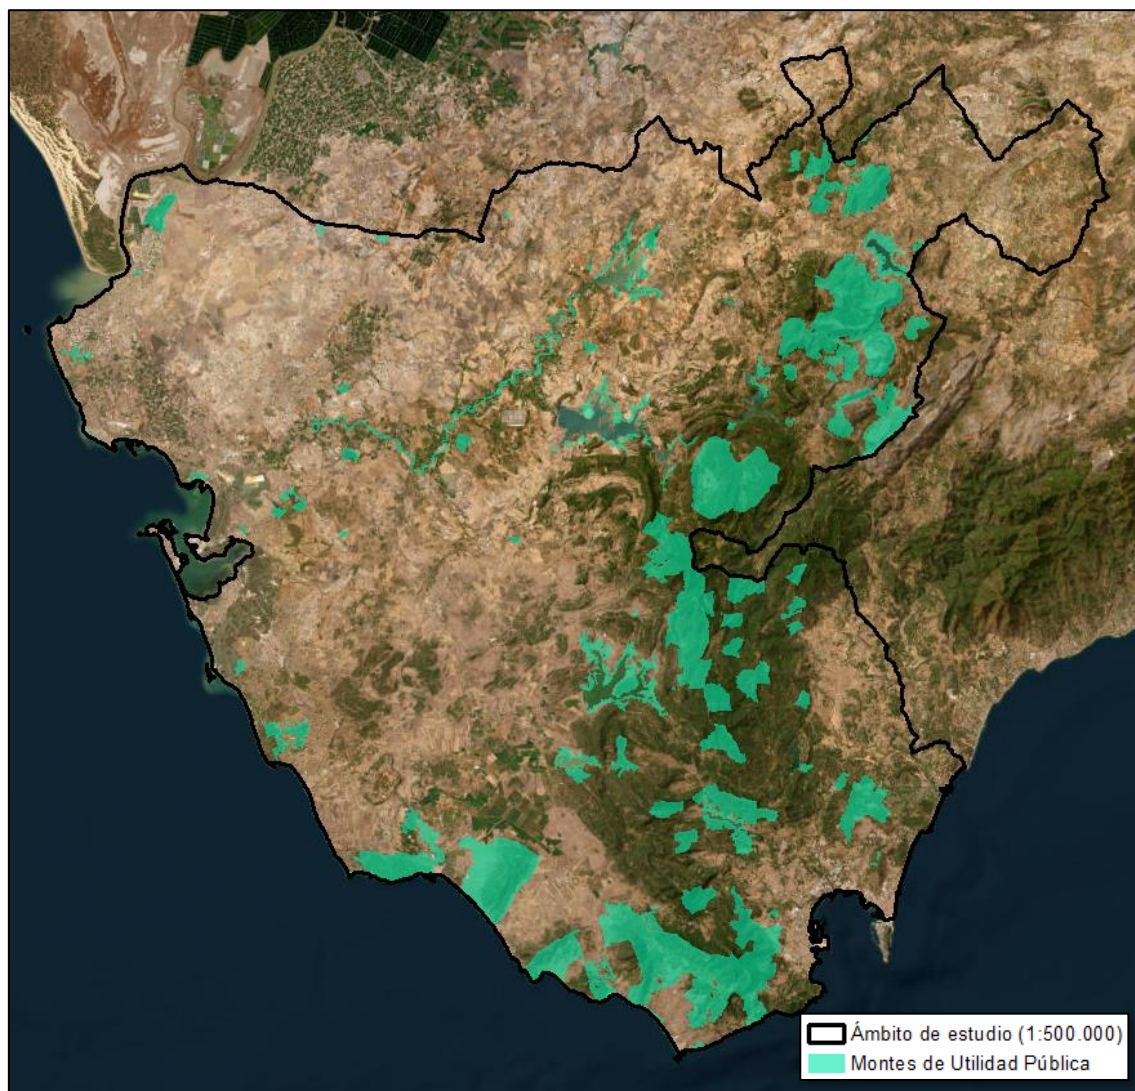 Ámbito de estudio (1:500.000)
Montes de Utilidad Pública